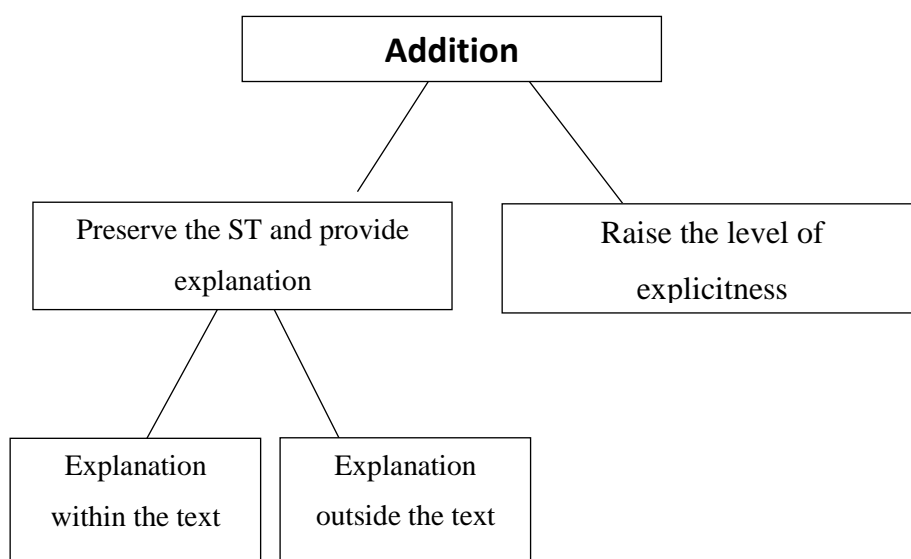 Addition
Preserve the ST and provide
explanation
Raise the level of
explicitness
Explanation
within the text
Explanation
outside the text